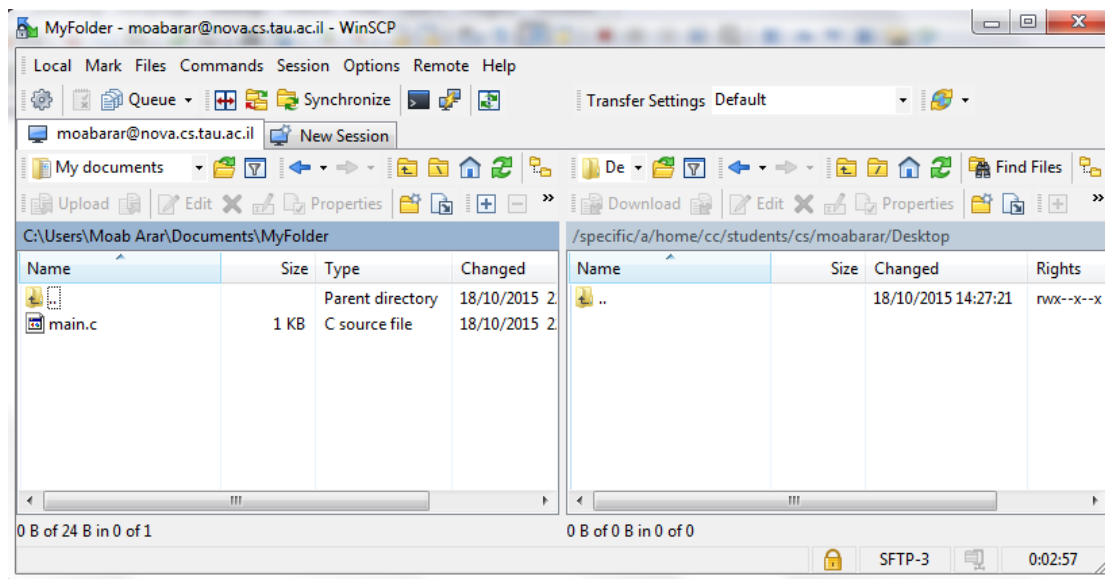 MyFolder - moabarar@nova.cs.tau.ac.il - WinSCP
Local Mark Files Commands Session Options Remote Help
Queue Synchronize Transfer Settings Default
moabarar@nova.cs.tau.ac.il New Session
My documents De Find Files
Upload Edit Properties » Download Edit Properties »
C:\Users\Moab Arar\Documents\MyFolder /specific/a/home/cc/students/cs/moabarar/Desktop
Name Size Type Changed Name Size Changed Rights
.. Parent directory 18/10/2015 2 .. 18/10/2015 14:27:21 rwx--x--x
main.c 1 KB C source file 18/10/2015 2
0 B of 24 B in 0 of 1 0 B of 0 B in 0 of 0
SFTP-3 0:02:57